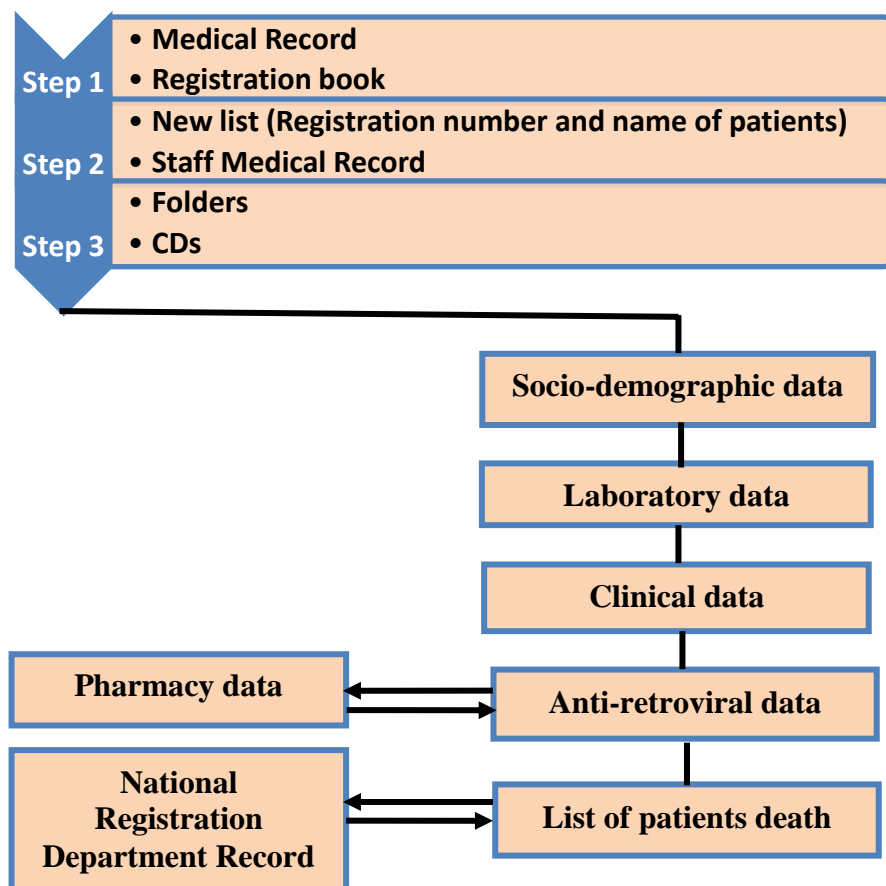 • Medical Record
Step 1
• Registration book
• New list (Registration number and name of patients)
Step 2
• Staff Medical Record
• Folders
Step 3
• CDs
Socio-demographic data
Laboratory data
Clinical data
Pharmacy data
Anti-retroviral data
National
Registration
Department Record
List of patients death